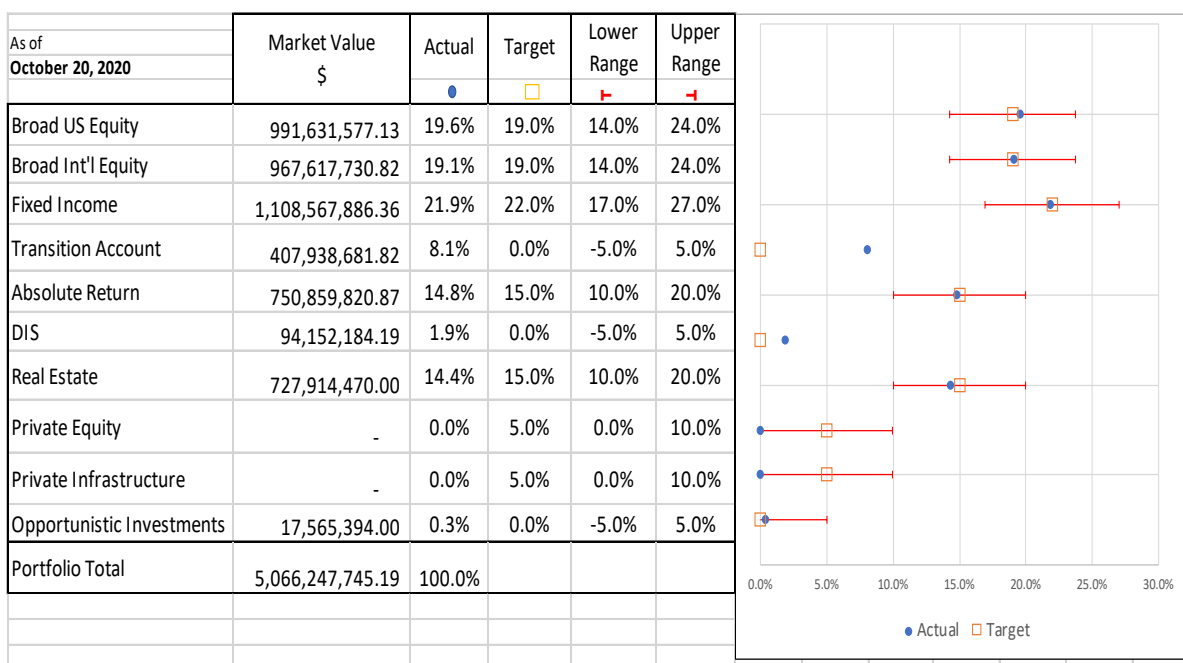 As of
October 20, 2020
Market Value
$
Actual
Target
Lower
Range
Upper
Range
Broad US Equity 991,631,577.13 19.6% 19.0% 14.0% 24.0%
Broad Int'l Equity 967,617,730.82 19.1% 19.0% 14.0% 24.0%
Fixed Income 1,108,567,886.36 21.9% 22.0% 17.0% 27.0%
Transition Account 407,938,681.82 8.1% 0.0% -5.0% 5.0%
Absolute Return 750,859,820.87 14.8% 15.0% 10.0% 20.0%
DIS 94,152,184.19 1.9% 0.0% -5.0% 5.0%
Real Estate 727,914,470.00 14.4% 15.0% 10.0% 20.0%
Private Equity - 0.0% 5.0% 0.0% 10.0%
Private Infrastructure - 0.0% 5.0% 0.0% 10.0%
Opportunistic Investments 17,565,394.00 0.3% 0.0% -5.0% 5.0%
Portfolio Total 5,066,247,745.19 100.0%
0.0% 5.0% 10.0% 15.0% 20.0% 25.0% 30.0%
Actual Target